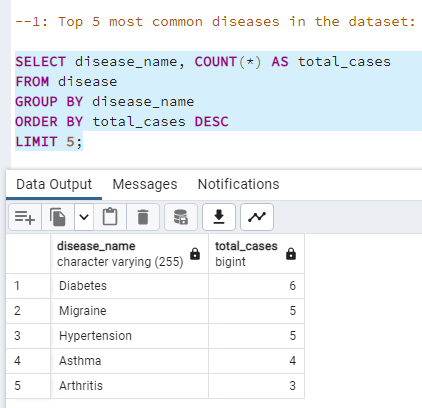 --1: Top 5 most common diseases in the dataset:
SELECT disease_name, COUNT(*) AS total_cases
FROM disease
GROUP BY disease_name
ORDER BY total_cases DESC
LIMIT 5;
Data Output Messages Notifications
disease_name total_cases
character varying (255) bigint
1 Diabetes 6
2 Migraine 5
3 Hypertension 5
4 Asthma 4
5 Arthritis 3